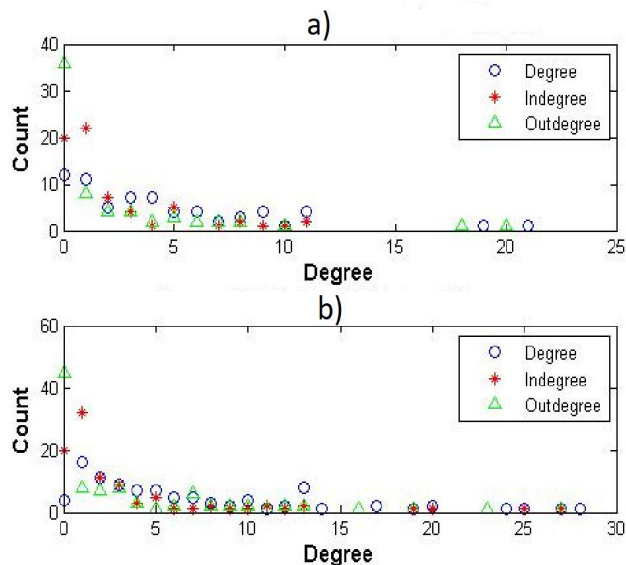 a)
40
30
20
10
0
Count
Degree
Indegree
Outdegree
0 5 10 15 20 25
Degree
b)
60
40
20
0
Count
Degree
Indegree
Outdegree
0 5 10 15 20 25 30
Degree